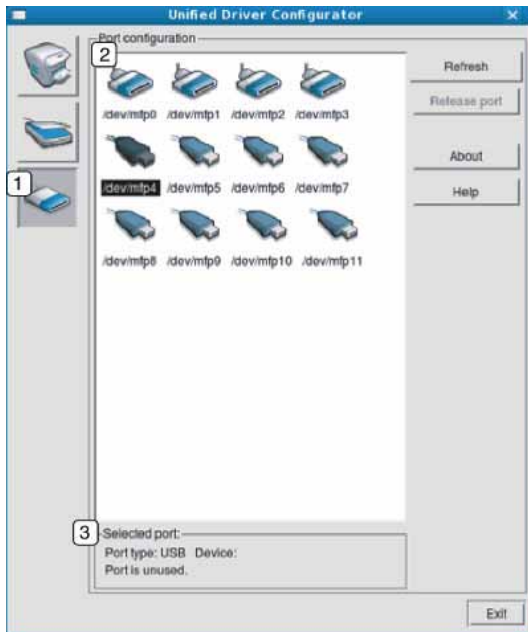 Unified Driver Configurator
Port configuration
2
/dev/mfp0 /dev/mfp1 /dev/mfp2 /dev/mfp3
/dev/mfp4 /dev/mfp5 /dev/mfp6 /dev/mfp7
/dev/mfp8 /dev/mfp9 /dev/mfp10 /dev/mfp11
Refresh
Release port
About
Help
1
3
Selected port:
Port type: USB Device:
Port is unused.
Exit